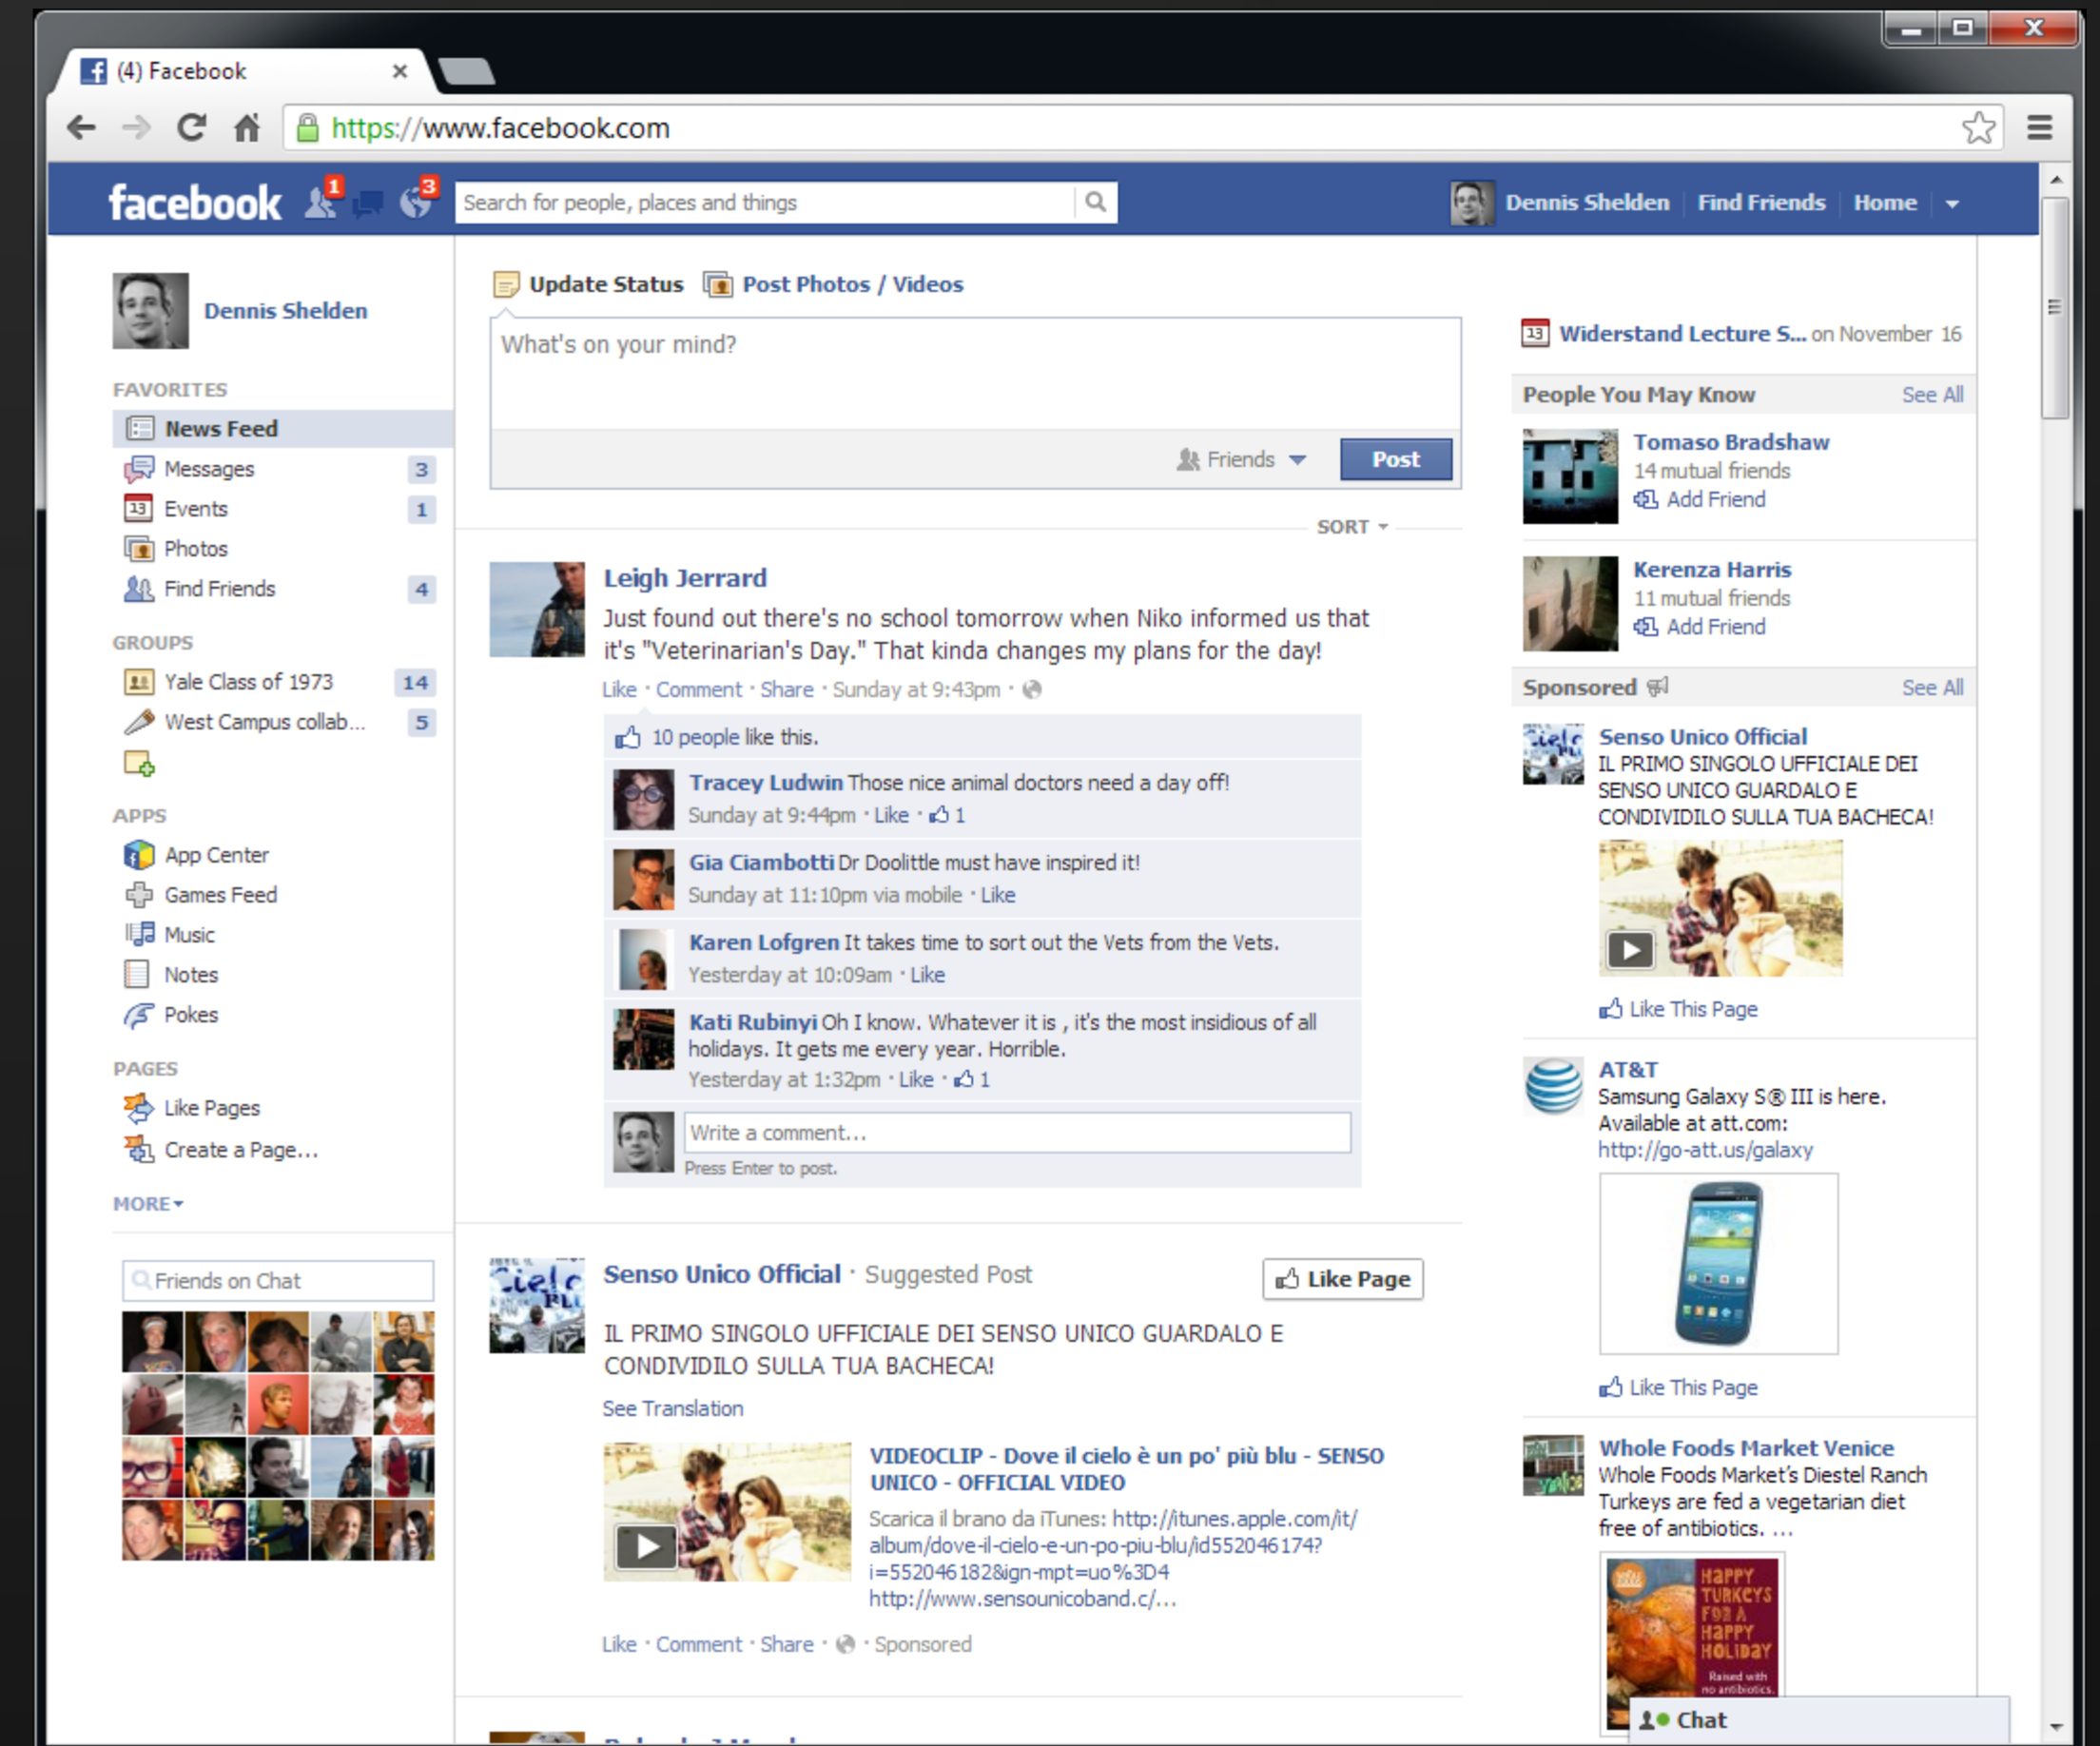 (4) Facebook
https://www.facebook.com
facebook
1
3
Search for people, places and things
Dennis Shelden
Find Friends
Home
Dennis Shelden
FAVORITES
News Feed
Messages 3
13 Events 1
Photos
Find Friends 4
GROUPS
Yale Class of 1973 14
West Campus collab... 5
APPS
App Center
Games Feed
Music
Notes
Pokes
PAGES
Like Pages
Create a Page...
MORE
Friends on Chat
Update Status Post Photos / Videos
What's on your mind?
Friends Post
SORT
Leigh Jerrard
Just found out there's no school tomorrow when Niko informed us that
it's "Veterinarian's Day." That kinda changes my plans for the day!
Like · Comment · Share · Sunday at 9:43pm ·
10 people like this.
Tracey Ludwin Those nice animal doctors need a day off!
Sunday at 9:44pm · Like · 1
Gia Ciambotti Dr Doolittle must have inspired it!
Sunday at 11:10pm via mobile · Like
Karen Lofgren It takes time to sort out the Vets from the Vets.
Yesterday at 10:09am · Like
Kati Rubinyi Oh I know. Whatever it is , it's the most insidious of all
holidays. It gets me every year. Horrible.
Yesterday at 1:32pm · Like · 1
Write a comment...
Press Enter to post.
Senso Unico Official · Suggested Post
Like Page
IL PRIMO SINGOLO UFFICIALE DEI SENSO UNICO GUARDALO E
CONDIVIDILO SULLA TUA BACHECA!
See Translation
VIDEOCLIP - Dove il cielo è un po' più blu - SENSO
UNICO - OFFICIAL VIDEO
Scarica il brano da iTunes: http://itunes.apple.com/it/
album/dove-il-cielo-e-un-po-piu-blu/id552046174?
i=552046182&ign-mpt=uo%3D4
http://www.sensounicoband.c/...
Like · Comment · Share · · Sponsored
13 Widerstand Lecture S... on November 16
People You May Know See All
Tomaso Bradshaw
14 mutual friends
Add Friend
Kerenza Harris
11 mutual friends
Add Friend
Sponsored See All
Senso Unico Official
IL PRIMO SINGOLO UFFICIALE DEI
SENSO UNICO GUARDALO E
CONDIVIDILO SULLA TUA BACHECA!
Like This Page
AT&T
Samsung Galaxy S® III is here.
Available at att.com:
http://go-att.us/galaxy
Like This Page
Whole Foods Market Venice
Whole Foods Market's Diestel Ranch
Turkeys are fed a vegetarian diet
free of antibiotics. ...
HAPPY
TURKEYS
FOR A
HAPPY
HOLIDAY
Raised with
no antibiotics.
Chat